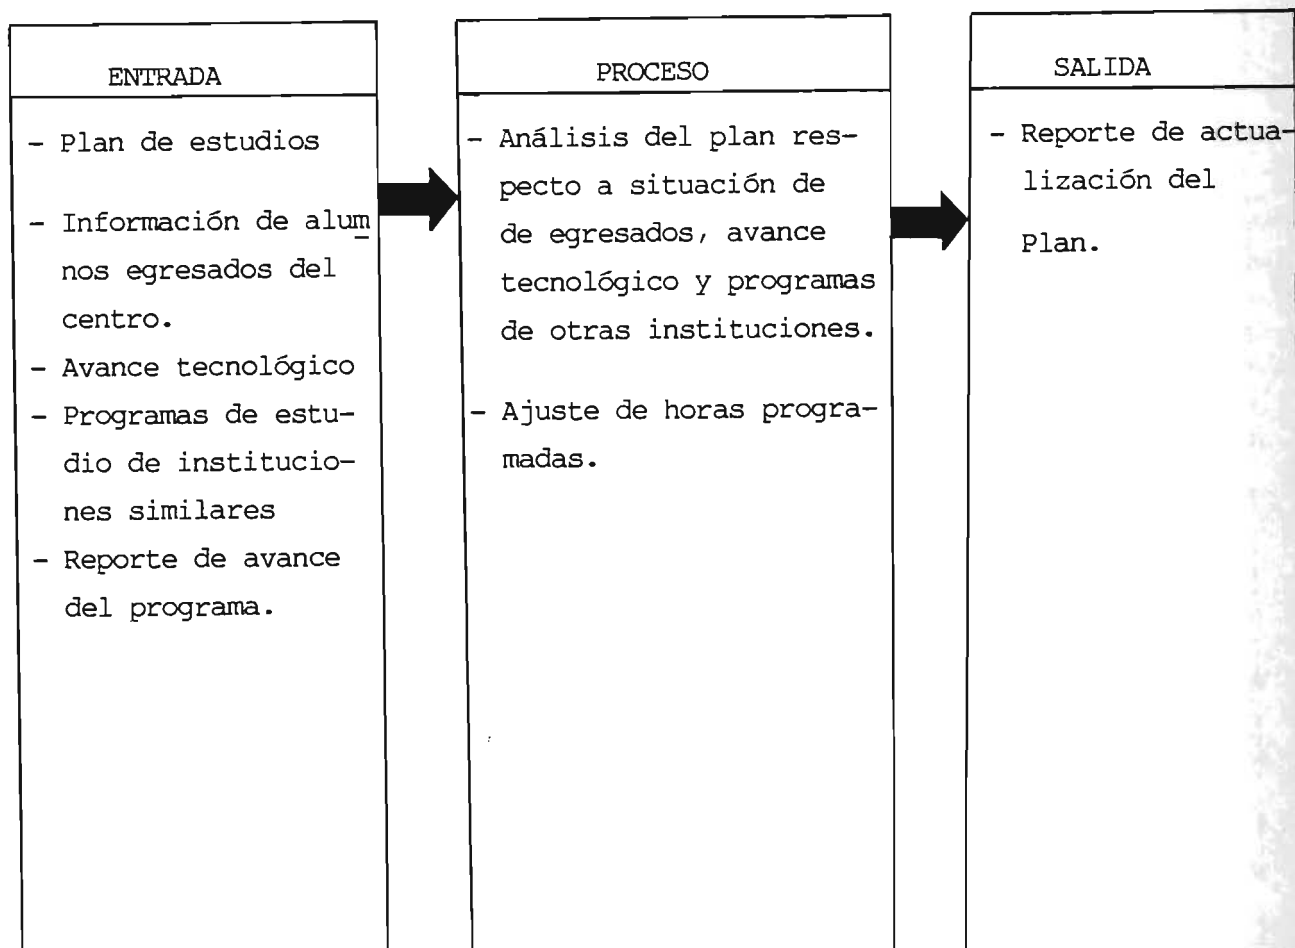 ENTRADA
- Plan de estudios
- Información de alum
nos egresados del
centro.
- Avance tecnológico
- Programas de estu-
dio de institucio-
nes similares
- Reporte de avance
del programa.
PROCESO
- Análisis del plan res-
pecto a situación de
de egresados, avance
tecnológico y programas
de otras instituciones.
- Ajuste de horas progra-
madas.
SALIDA
- Reporte de actua-
lización del
Plan.